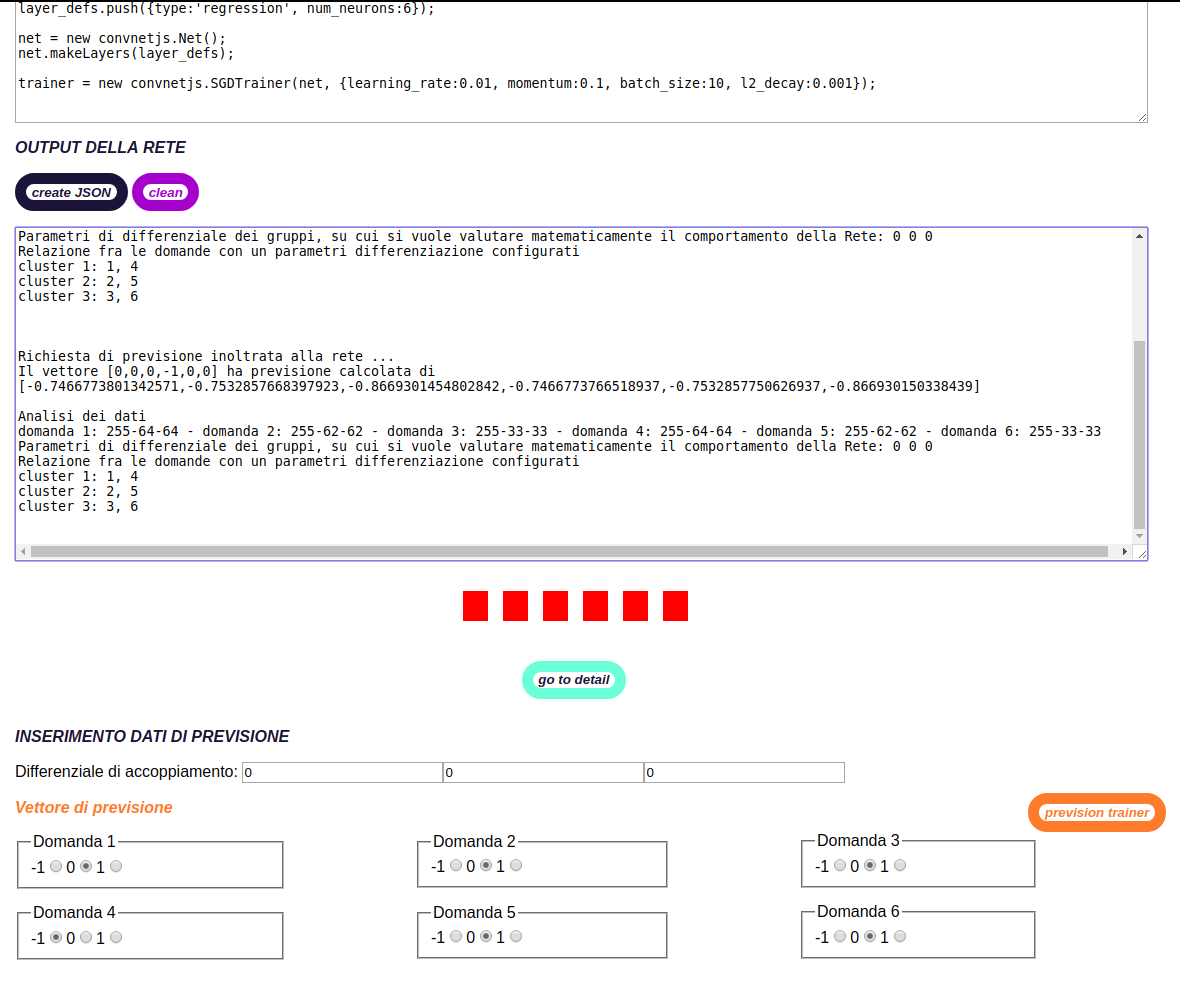 layer_defs.push({type:'regression', num_neurons:6});
net = new convnetjs.Net();
net.makeLayers(layer_defs);
trainer = new convnetjs.SGDTrainer(net, {learning_rate:0.01, momentum:0.1, batch_size:10, l2_decay:0.001});
OUTPUT DELLA RETE
create JSON clean
Parametri di differenziale dei gruppi, su cui si vuole valutare matematicamente il comportamento della Rete: 0 0 0
Relazione fra le domande con un parametri differenziazione configurati
cluster 1: 1, 4
cluster 2: 2, 5
cluster 3: 3, 6
Richiesta di previsione inoltrata alla rete ...
Il vettore [0,0,0,-1,0,0] ha previsione calcolata di
[-0.7466773801342571,-0.7532857668397923,-0.8669301454802842,-0.7466773766518937,-0.7532857750626937,-0.866930150338439]
Analisi dei dati
domanda 1: 255-64-64 - domanda 2: 255-62-62 - domanda 3: 255-33-33 - domanda 4: 255-64-64 - domanda 5: 255-62-62 - domanda 6: 255-33-33
Parametri di differenziale dei gruppi, su cui si vuole valutare matematicamente il comportamento della Rete: 0 0 0
Relazione fra le domande con un parametri differenziazione configurati
cluster 1: 1, 4
cluster 2: 2, 5
cluster 3: 3, 6
go to detail
INSERIMENTO DATI DI PREVISIONE
Differenziale di accoppiamento: 0 0 0
Vettore di previsione
prevision trainer
Domanda 1 Domanda 2 Domanda 3
-1 0 1 -1 0 1 -1 0 1
Domanda 4 Domanda 5 Domanda 6
-1 0 1 -1 0 1 -1 0 1